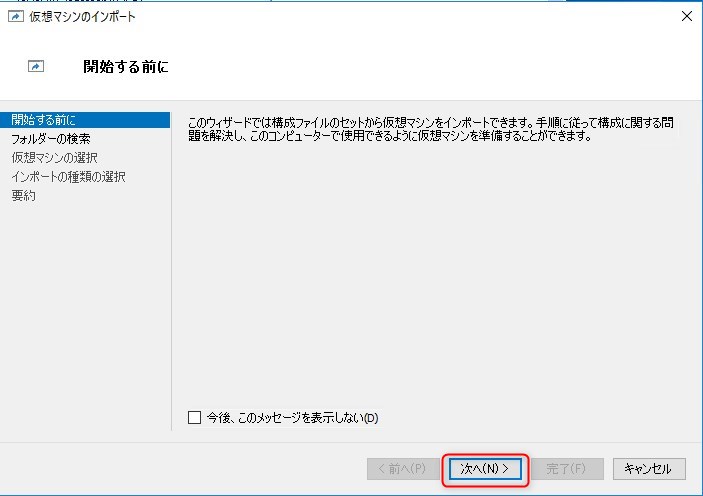 仮想マシンのインポート
開始する前に
開始する前に
フォルダーの検索
仮想マシンの選択
インポートの種類の選択
要約
このウィザードでは構成ファイルのセットから仮想マシンをインポートできます。手順に従って構成に関する問
題を解決し、このコンピューターで使用できるように仮想マシンを準備することができます。
今後、このメッセージを表示しない(D)
< 前へ(P)
次へ(N) >
完了(F)
キャンセル